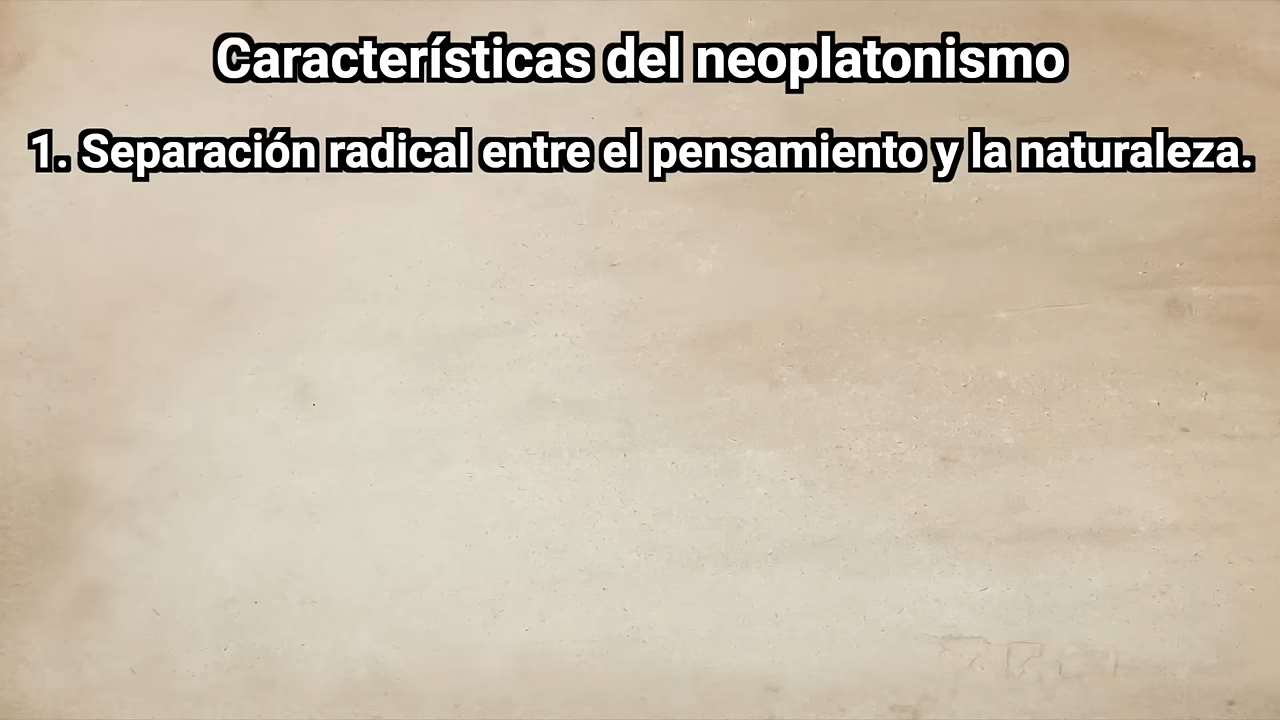 Características del neoplatonismo
1. Separación radical entre el pensamiento y la naturaleza.